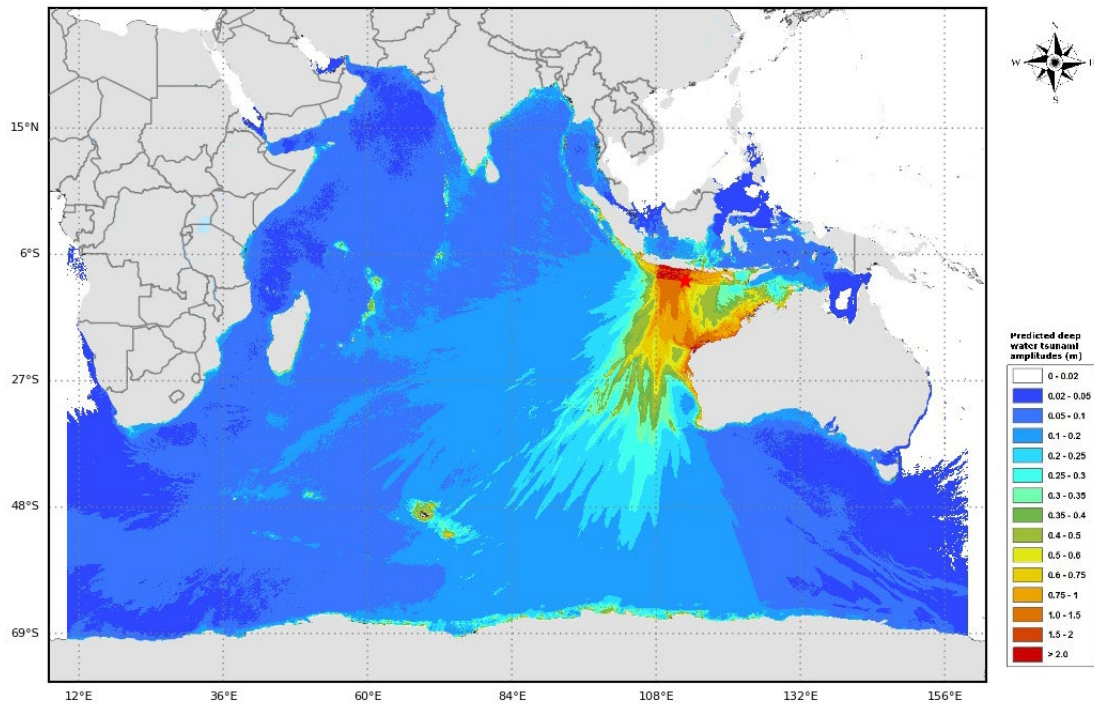 N
W
E
S
15°N
6°S
27°S
48°S
69°S
12°E
36°E
60°E
84°E
108°E
132°E
156°E
Predicted deep
water tsunami
amplitudes (m)
0 - 0.02
0.02 - 0.05
0.05 - 0.1
0.1 - 0.2
0.2 - 0.25
0.25 - 0.3
0.3 - 0.35
0.35 - 0.4
0.4 - 0.5
0.5 - 0.6
0.6 - 0.75
0.75 - 1
1.0 - 1.5
1.5 - 2
> 2.0